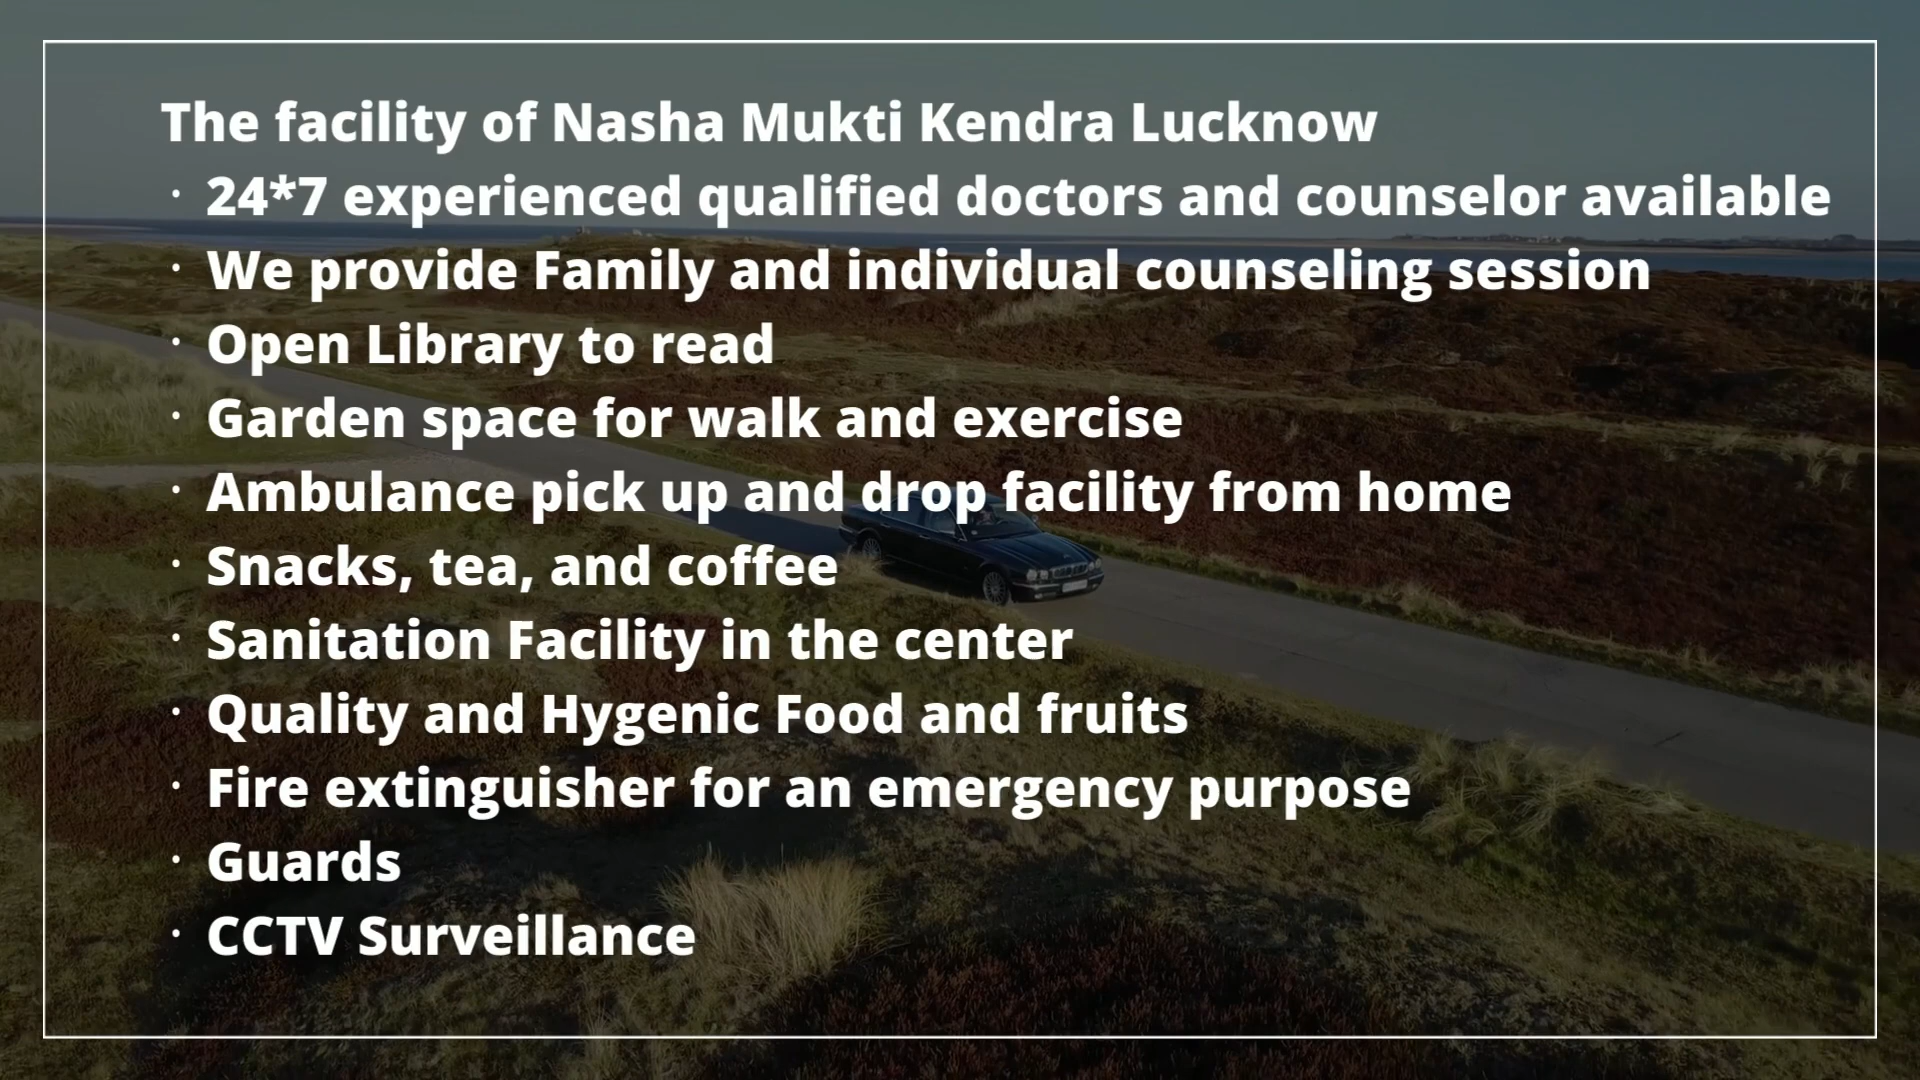 The facility of Nasha Mukti Kendra Lucknow
· 24*7 experienced qualified doctors and counselor available
· We provide Family and individual counseling session
· Open Library to read
· Garden space for walk and exercise
· Ambulance pick up and drop facility from home
· Snacks, tea, and coffee
· Sanitation Facility in the center
· Quality and Hygenic Food and fruits
· Fire extinguisher for an emergency purpose
· Guards
· CCTV Surveillance